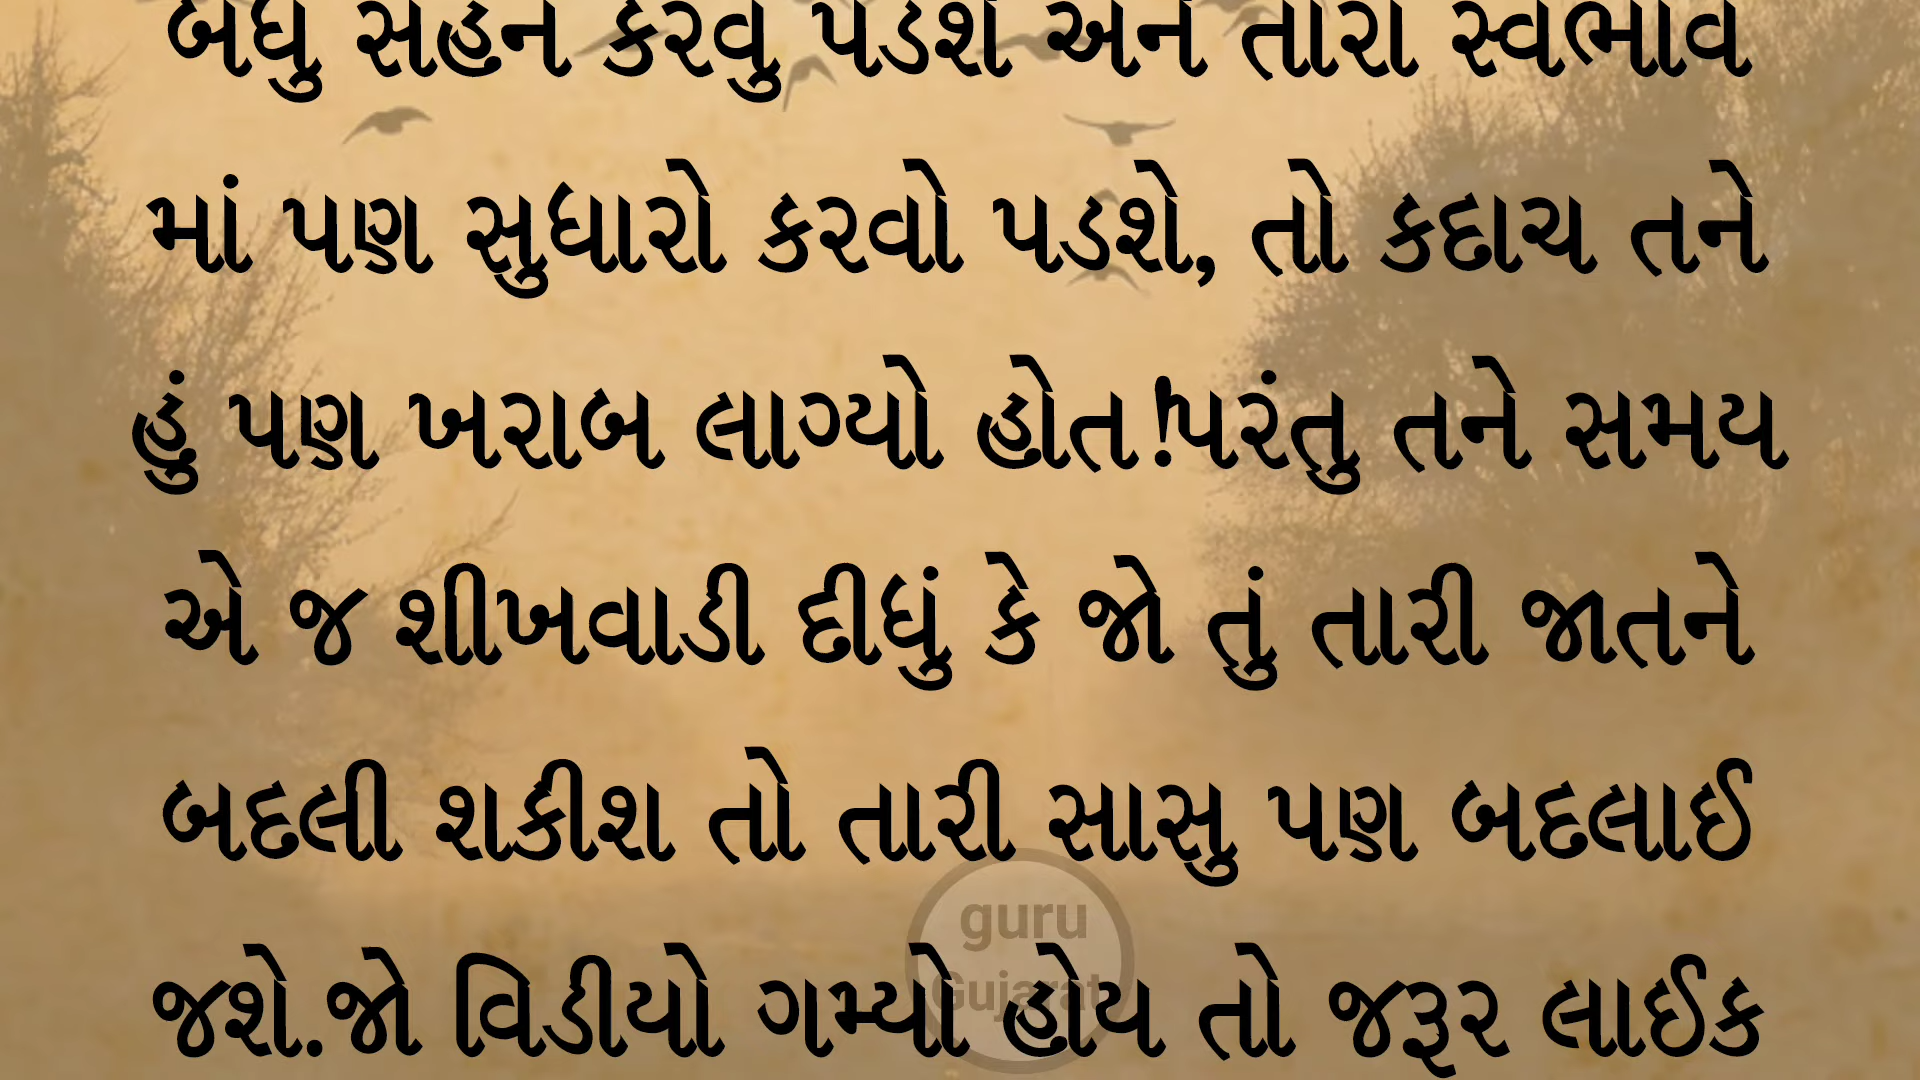 બધુ સહન કરવુ પડશે અને તારા સ્વભાવ
માં પણ સુધારો કરવો પડશે, તો કદાચ તને
હું પણ ખરાબ લાગ્યો હોત!પરંતુ તને સમય
એ જ શીખવાડી દીધું કે જો તું તારી જાતને
બદલી શકીશ તો તારી સાસુ પણ બદલાઈ
guru
Gujarat
જશે.જો વિડીયો ગમ્યો હોય તો જરૂર લાઈક